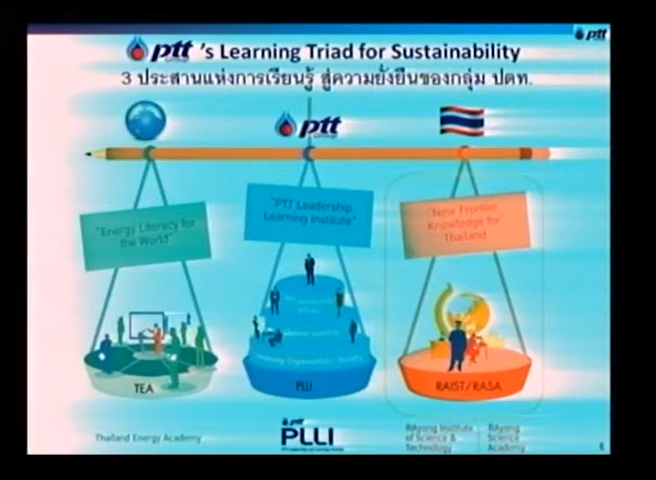 ptt
ptt 's Learning Triad for Sustainability
3 ประสานแห่งการเรียนรู้ สู่ความยั่งยืนของกลุ่ม ปตท.
ptt
"Energy Literacy for
the World"
"PTT Leadership
Learning Institute"
"New Frontier
Knowledge for
Thailand"
TEA
PLLI
RAIST/RASA
Thailand Energy Academy
ptt
PLLI
RAyong Institute
of Science &
Technology
RAyong
Science
Academy